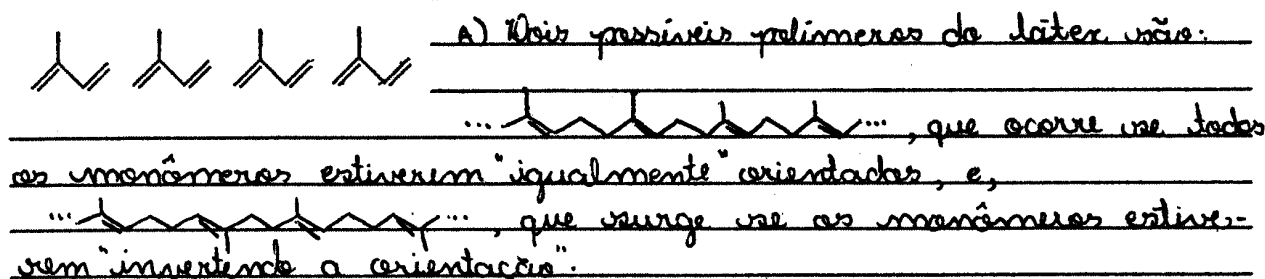 A) Dois possíveis polímeros do látex são:
..., que ocorre se todos
os monômeros estiverem "igualmente" orientados, e,
..., que surge se os monômeros estive-
rem "invertendo a orientação".